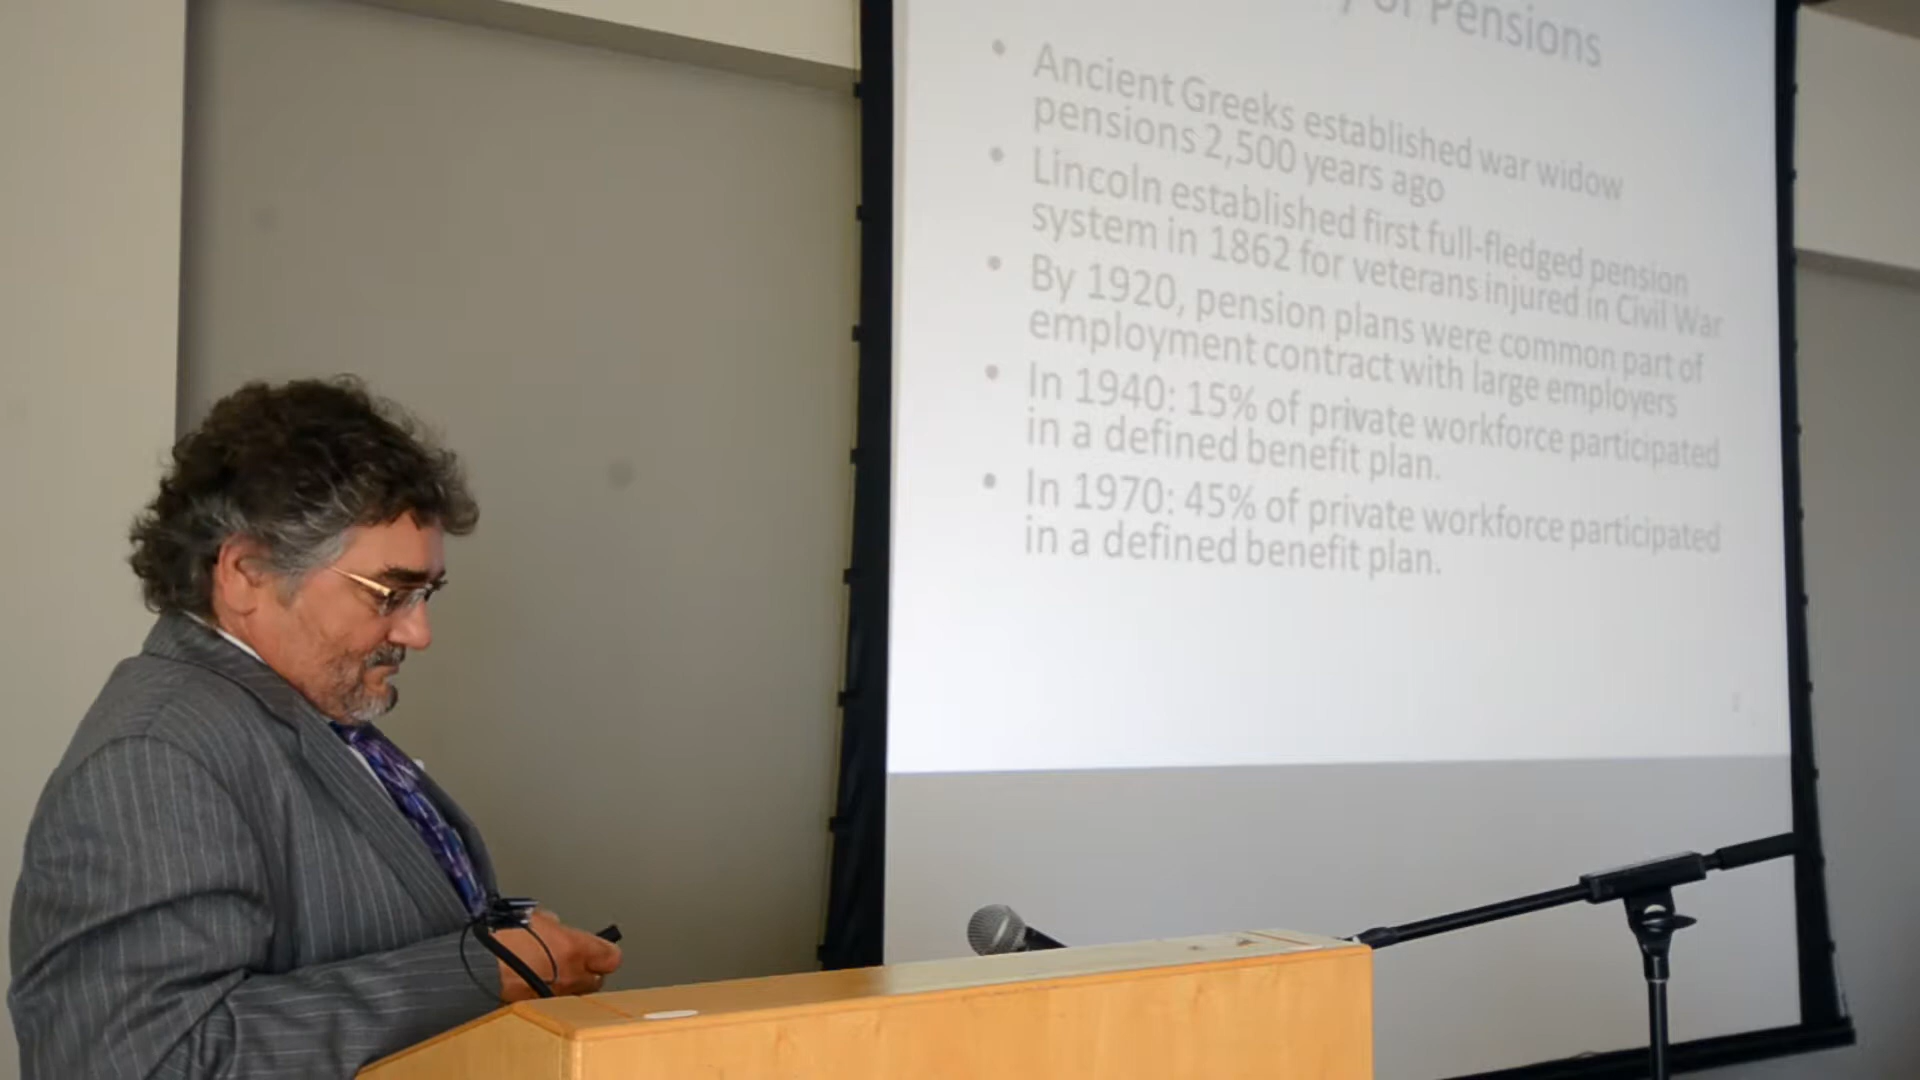 of Pensions
• Ancient Greeks established war widow
pensions 2,500 years ago
• Lincoln established first full-fledged pension
system in 1862 for veterans injured in Civil War
• By 1920, pension plans were common part of
employment contract with large employers
• In 1940: 15% of private workforce participated
in a defined benefit plan.
• In 1970: 45% of private workforce participated
in a defined benefit plan.